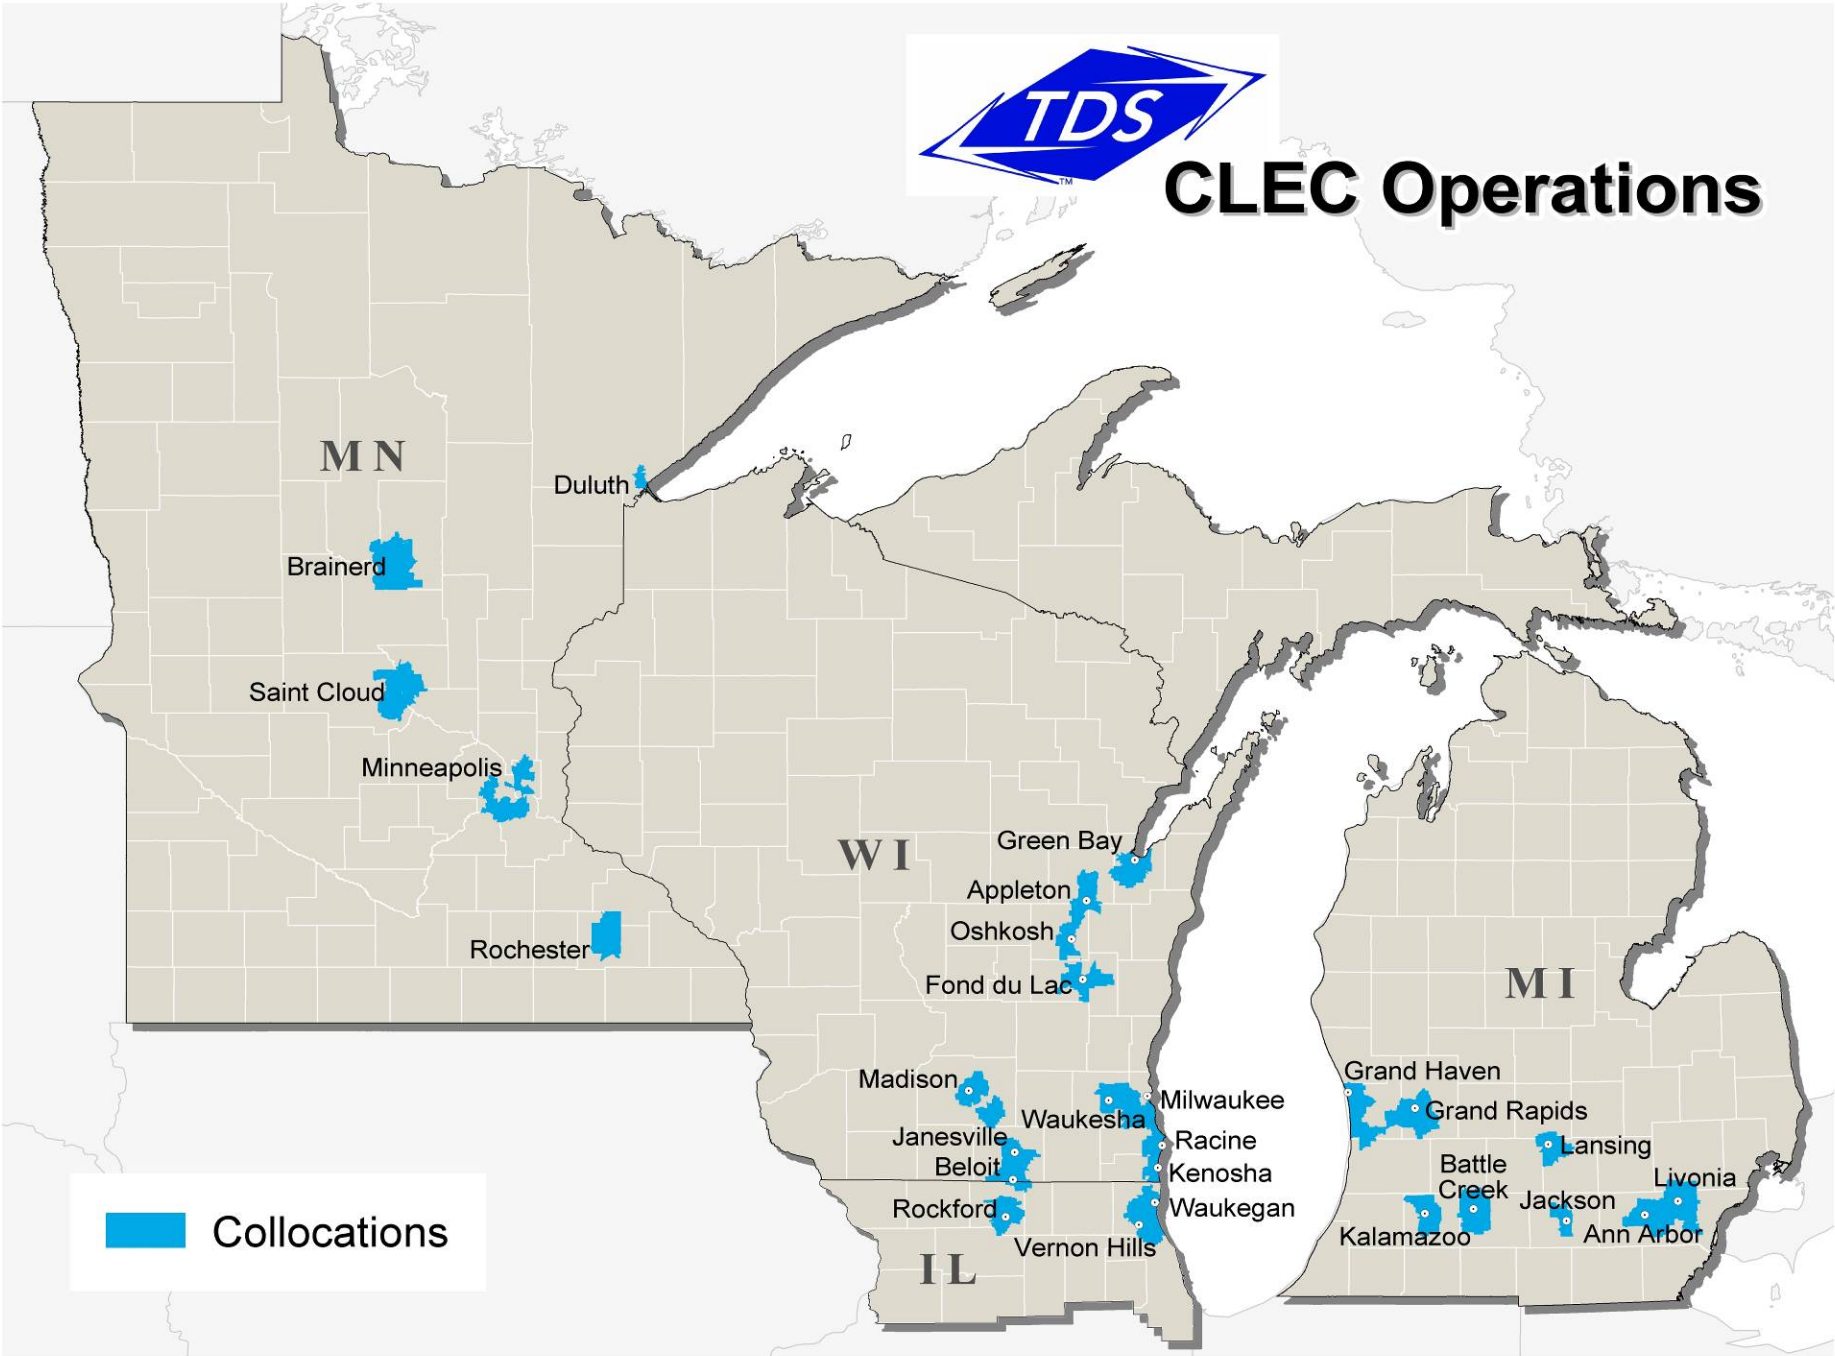 TDS
TM
CLEC Operations
MN
Duluth
Brainerd
Saint Cloud
Minneapolis
Rochester
WI
Green Bay
Appleton
Oshkosh
Fond du Lac
Madison
Milwaukee
Waukesha
Janesville
Racine
Beloit
Kenosha
Rockford
Waukegan
Vernon Hills
IL
MI
Grand Haven
Grand Rapids
Lansing
Battle
Creek
Livonia
Jackson
Kalamazoo
Ann Arbor
Collocations